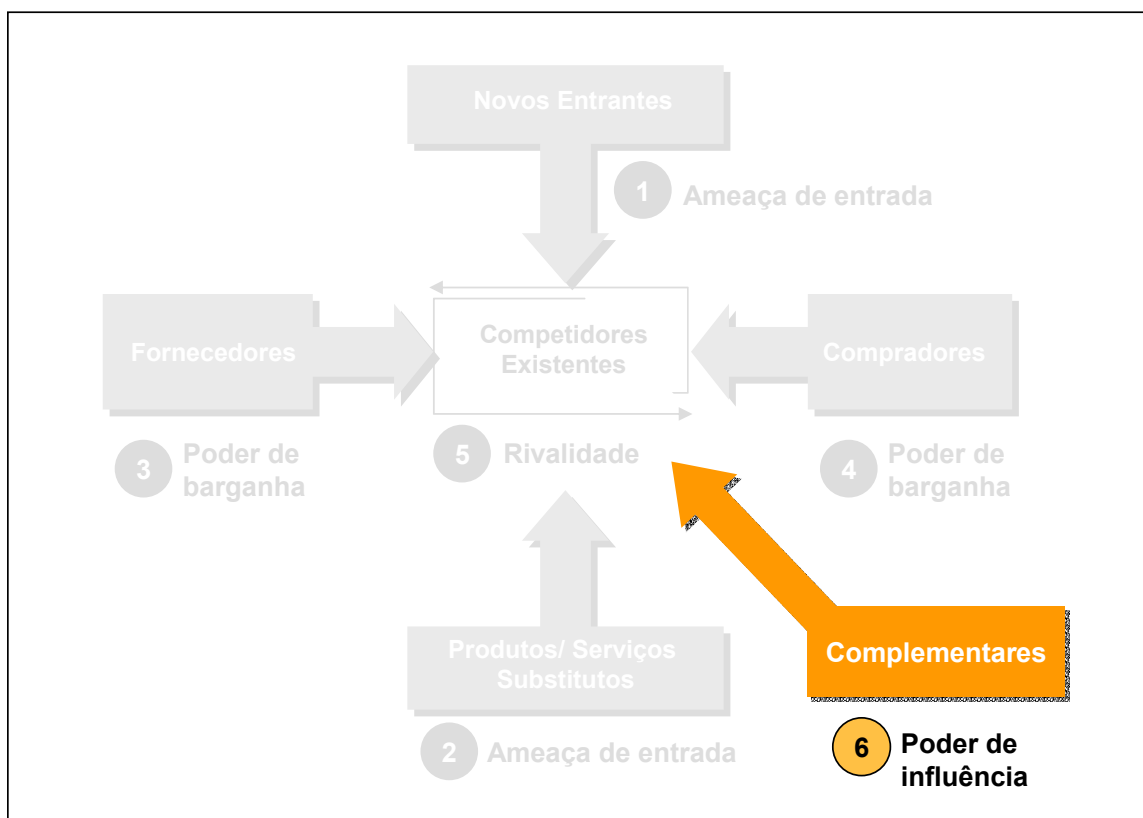 Novos Entrantes
1
Ameaça de entrada
Fornecedores
Competidores
Existentes
Compradores
3
Poder de
barganha
5
Rivalidade
4
Poder de
barganha
Produtos/ Serviços
Substitutos
Complementares
2
Ameaça de entrada
6
Poder de
influência